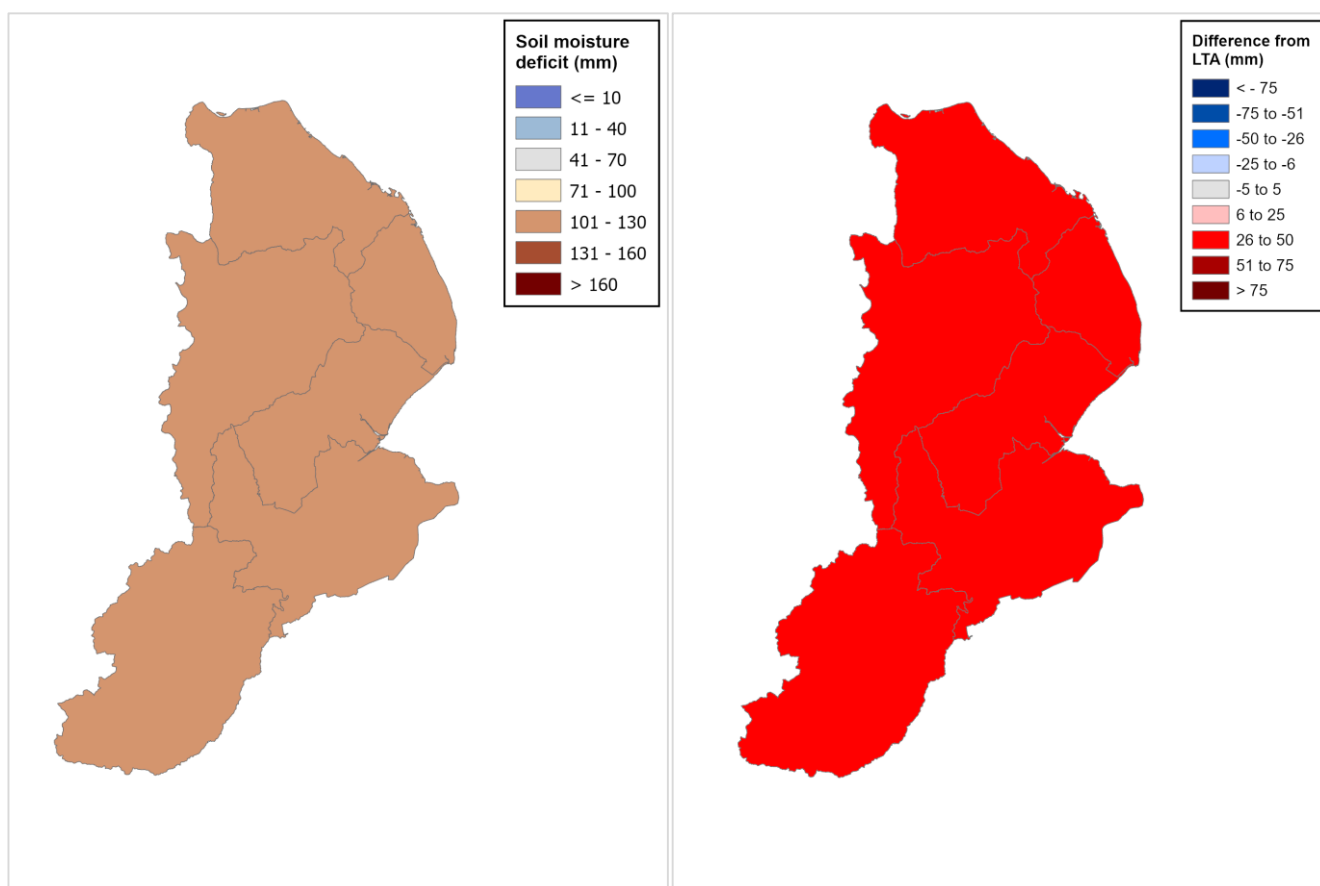 Soil moisture
deficit (mm)
<= 10
11 - 40
41 - 70
71 - 100
101 - 130
131 - 160
> 160
Difference from
LTA (mm)
< - 75
-75 to -51
-50 to -26
-25 to -6
-5 to 5
6 to 25
26 to 50
51 to 75
> 75